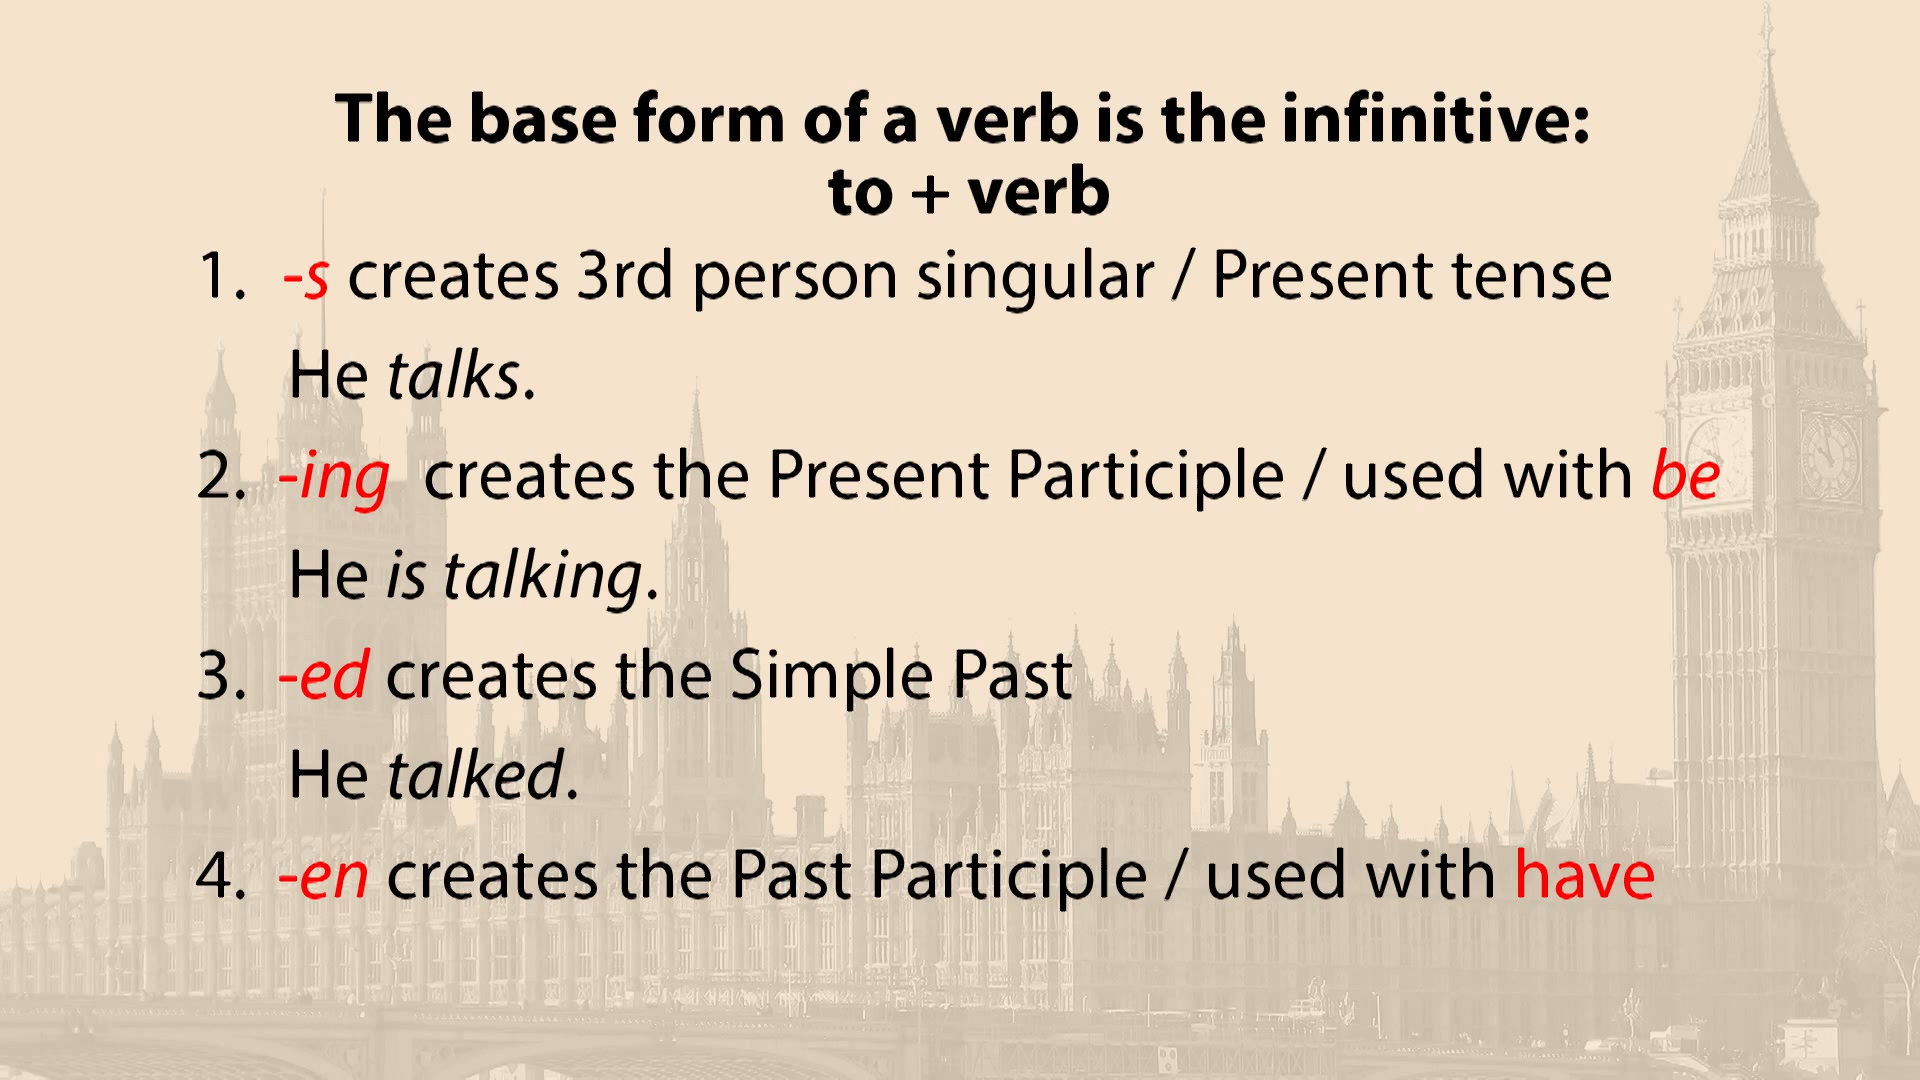 The base form of a verb is the infinitive:
to + verb
1. -s creates 3rd person singular / Present tense
He talks.
2. -ing creates the Present Participle / used with be
He is talking.
3. -ed creates the Simple Past
He talked.
4. -en creates the Past Participle / used with have